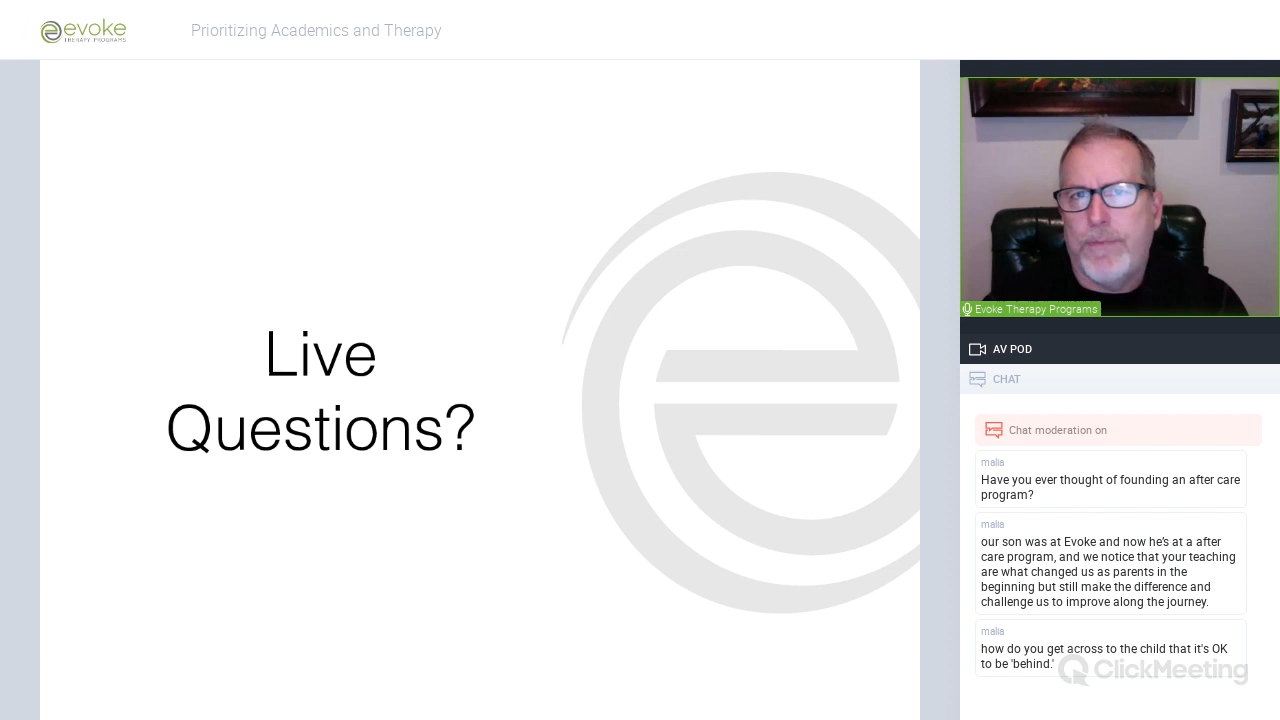 evoke
THERAPY PROGRAMS
Prioritizing Academics and Therapy
Live
Questions?
Evoke Therapy Programs
AV POD
CHAT
Chat moderation on
malia
Have you ever thought of founding an after care
program?
malia
our son was at Evoke and now he's at a after
care program, and we notice that your teaching
are what changed us as parents in the
beginning but still make the difference and
challenge us to improve along the journey.
malia
how do you get across to the child that it's OK
to be 'behind.'
ClickMeeting